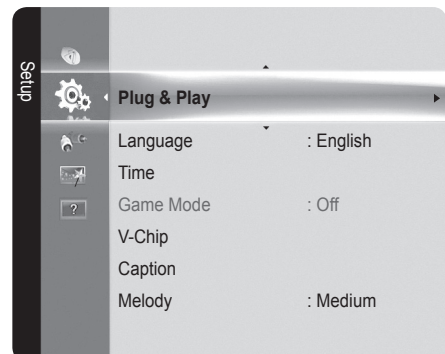 Setup
Plug & Play
Language : English
Time
Game Mode : Off
V-Chip
Caption
Melody : Medium
?